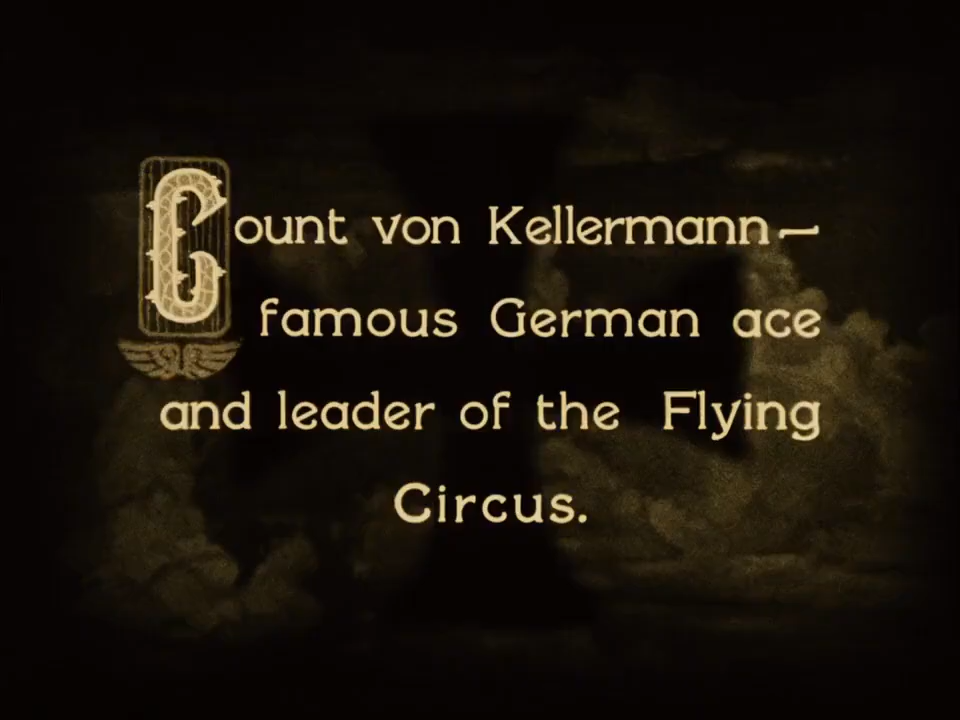 Count von Kellermann—
famous German ace
and leader of the Flying
Circus.